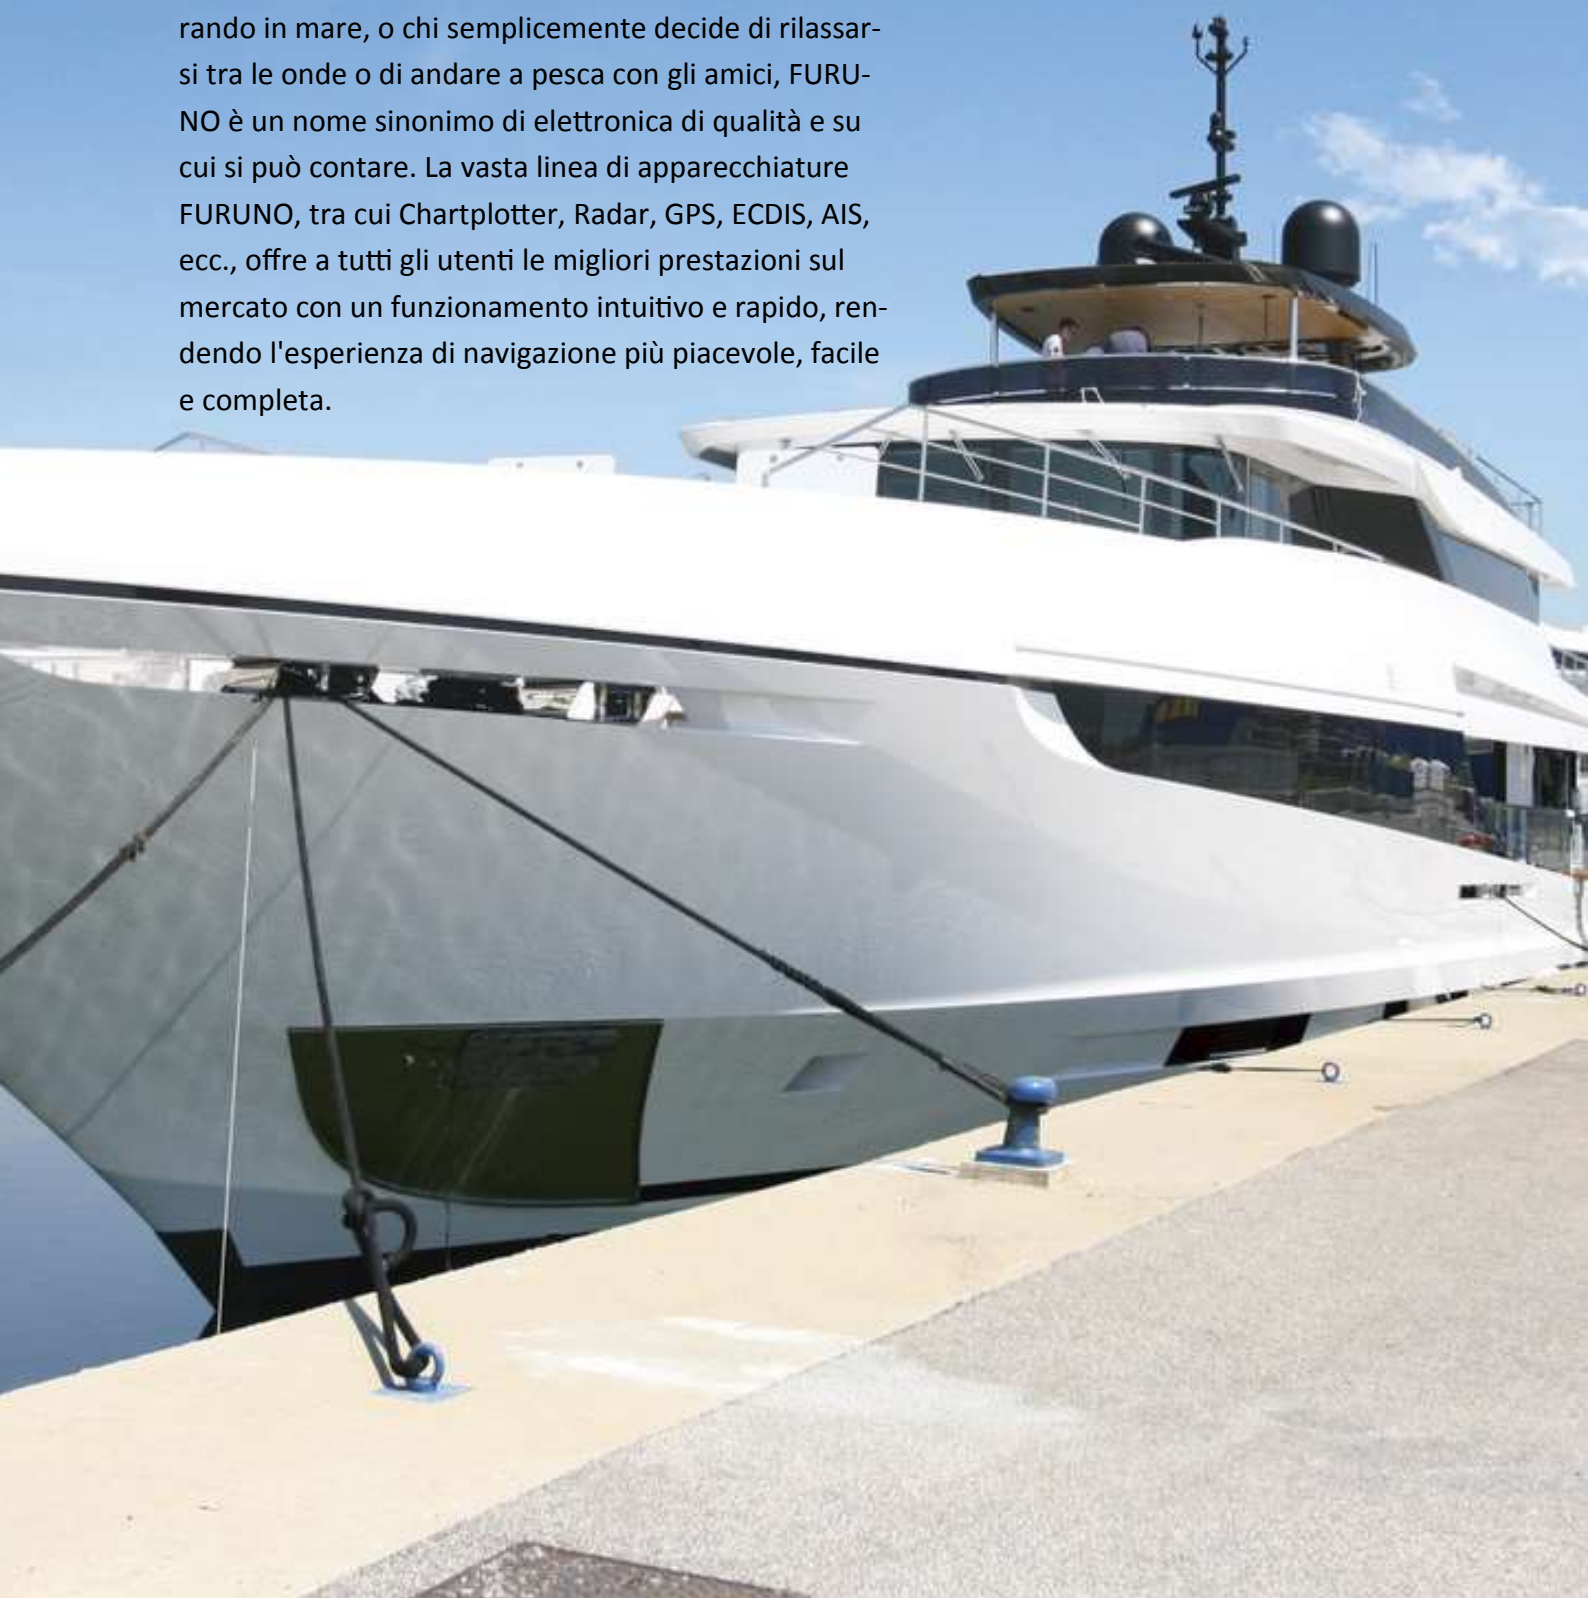 rando in mare, o chi semplicemente decide di rilassar-
si tra le onde o di andare a pesca con gli amici, FURU-
NO è un nome sinonimo di elettronica di qualità e su
cui si può contare. La vasta linea di apparecchiature
FURUNO, tra cui Chartplotter, Radar, GPS, ECDIS, AIS,
ecc., offre a tutti gli utenti le migliori prestazioni sul
mercato con un funzionamento intuitivo e rapido, ren-
dendo l'esperienza di navigazione più piacevole, facile
e completa.